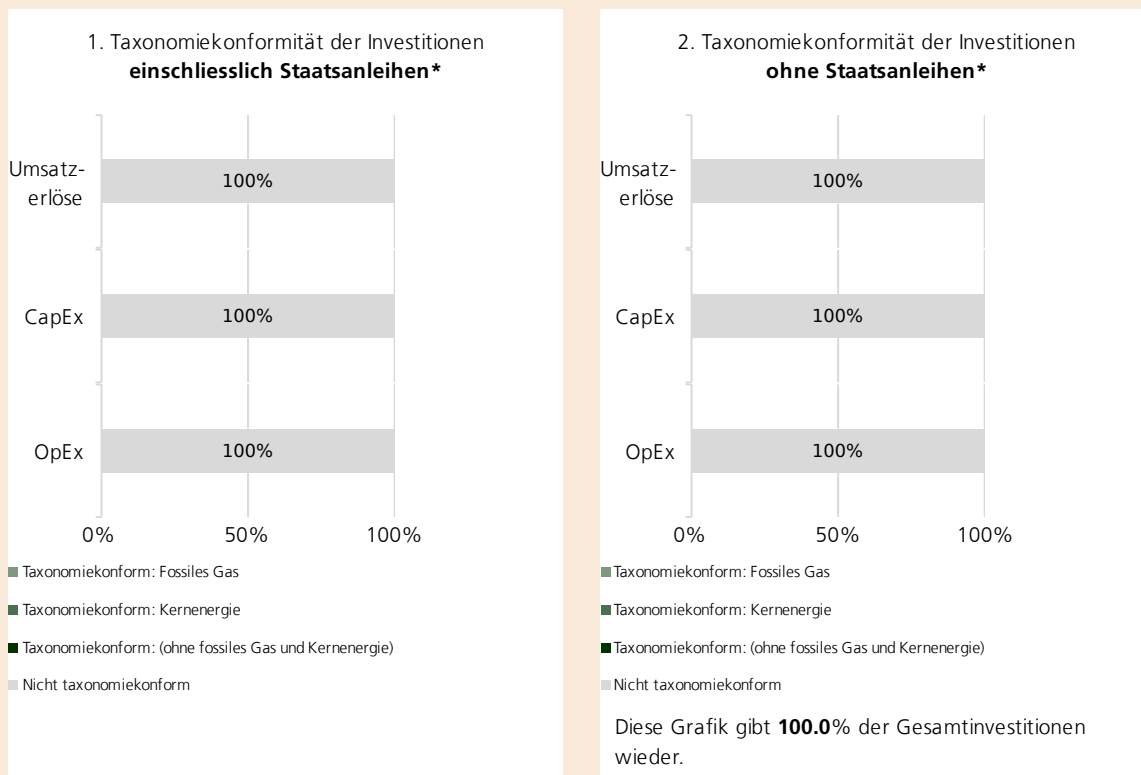 1. Taxonomiekonformität der Investitionen
einschliesslich Staatsanleihen*
Umsatz-
erlöse
100%
CapEx
100%
OpEx
100%
0%
50%
100%
Taxonomiekonform: Fossiles Gas
Taxonomiekonform: Kernenergie
Taxonomiekonform: (ohne fossiles Gas und Kernenergie)
Nicht taxonomiekonform
2. Taxonomiekonformität der Investitionen
ohne Staatsanleihen*
Umsatz-
erlöse
100%
CapEx
100%
OpEx
100%
0%
50%
100%
Taxonomiekonform: Fossiles Gas
Taxonomiekonform: Kernenergie
Taxonomiekonform: (ohne fossiles Gas und Kernenergie)
Nicht taxonomiekonform
Diese Grafik gibt 100.0% der Gesamtinvestitionen
wieder.